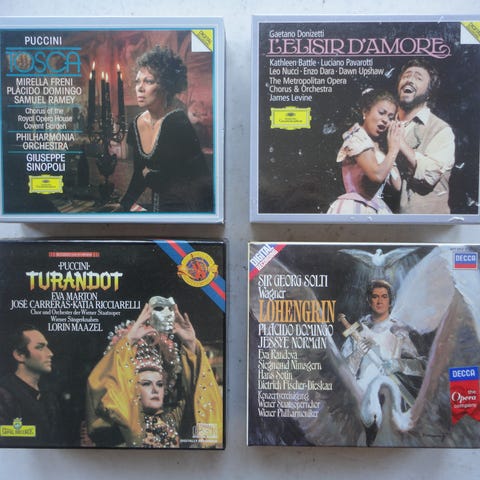 PUCCINI
TOSCA
MIRELLA FRENI
PLÁCIDO DOMINGO
SAMUEL RAMEY
Chorus of the
Royal Opera House
Covent Garden
PHILHARMONIA
ORCHESTRA
GIUSEPPE
SINOPOLI
Gaetano Donizetti
L'ELISIR D'AMORE
Kathleen Battle · Luciano Pavarotti
Leo Nucci · Enzo Dara · Dawn Upshaw
The Metropolitan Opera
Chorus & Orchestra
James Levine
·PUCCINI·
TURANDOT
EVA MARTON
JOSÉ CARRERAS · KATIA RICCIARELLI
Chor und Orchester der Wiener Staatsoper
Wiener Sängerknaben
LORIN MAAZEL
DIGITALLY RECORDED
DIGITAL
RECORDING
DECCA
SIR GEORG SOLTI
Wagner
LOHENGRIN
PLÁCIDO DOMINGO
JESSYE NORMAN
Eva Randová
Siegmund Nimsgern
Hans Sotin
Dietrich Fischer-Dieskau
Konzertvereinigung
Wiener Staatsopernchor
Wiener Philharmoniker
DECCA
the
Opera
company